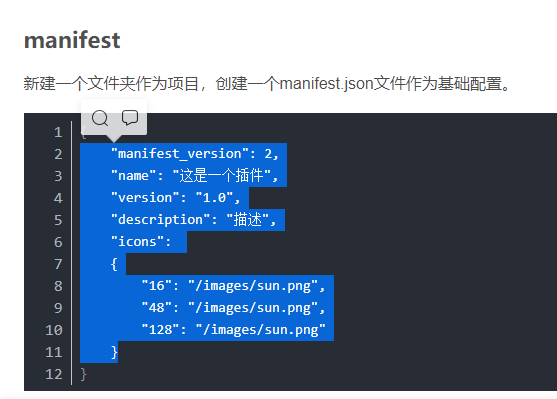 manifest
新建一个文件夹作为项目，创建一个manifest.json文件作为基础配置。
1 {
2 "manifest_version": 2,
3 "name": "这是一个插件",
4 "version": "1.0",
5 "description": "描述",
6 "icons":
7 {
8 "16": "/images/sun.png",
9 "48": "/images/sun.png",
10 "128": "/images/sun.png"
11 }
12 }